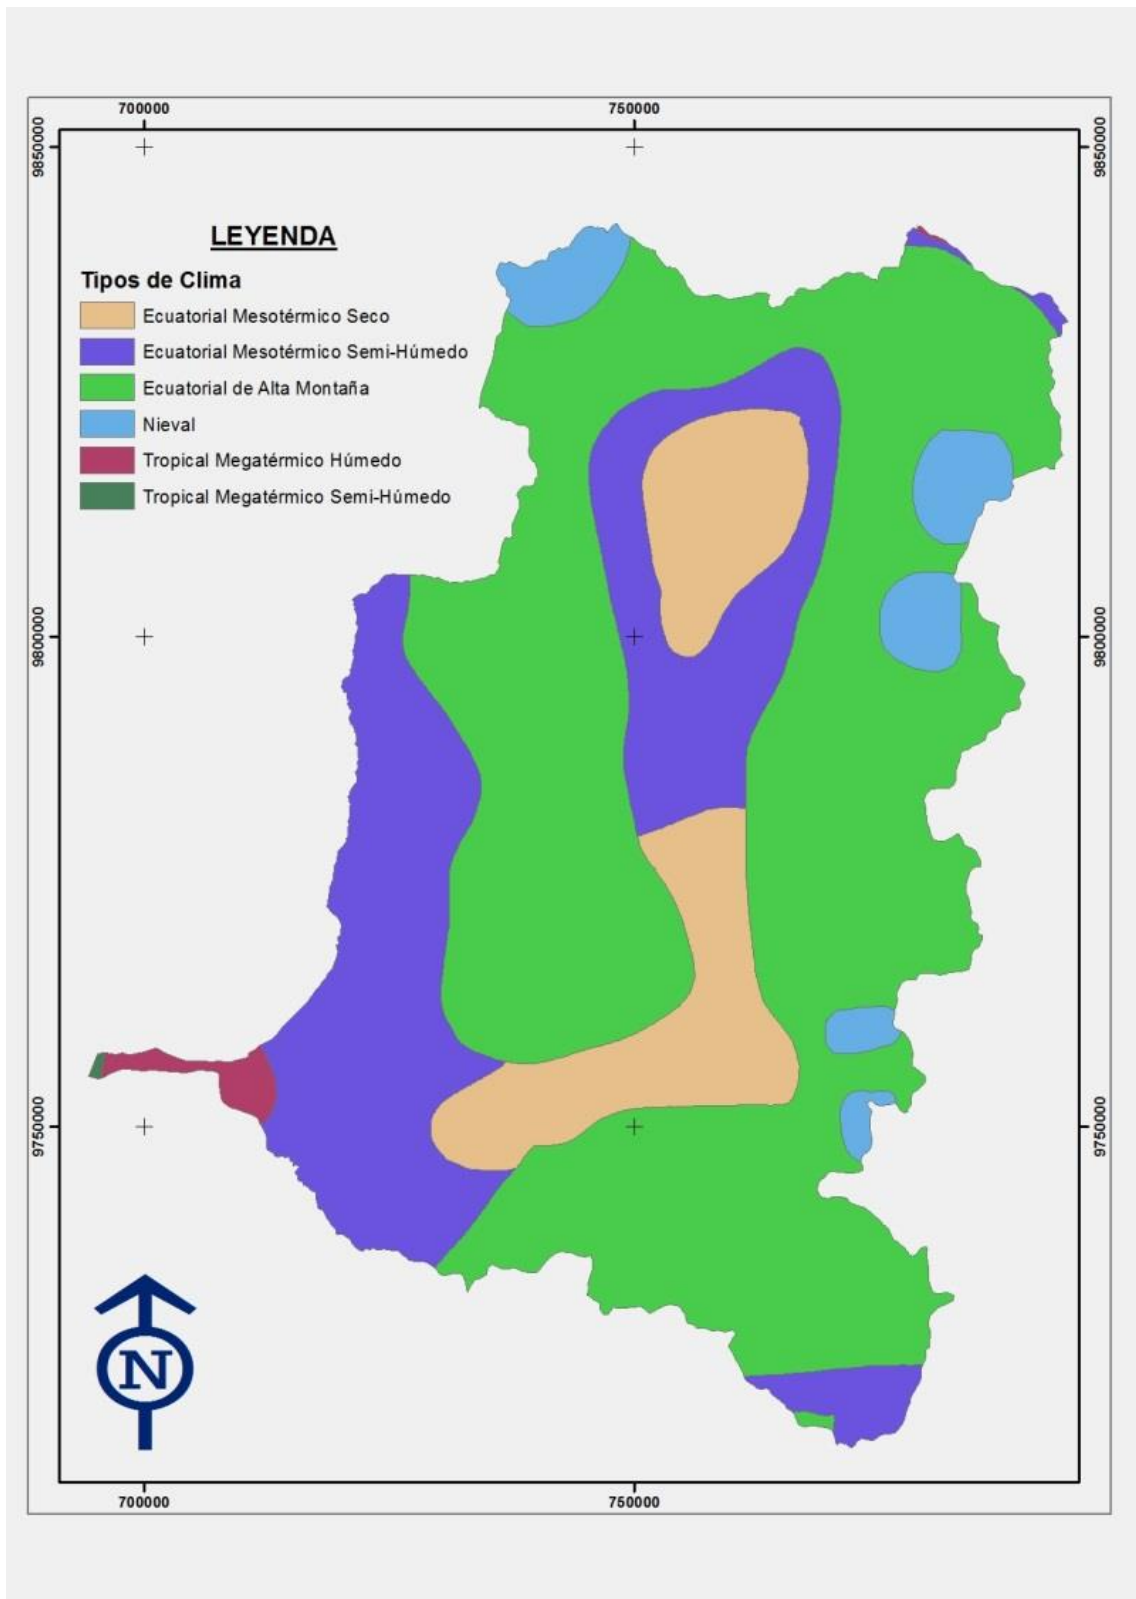 700000 750000
9850000 9850000
LEYENDA
Tipos de Clima
Ecuatorial Mesotérmico Seco
Ecuatorial Mesotérmico Semi-Húmedo
Ecuatorial de Alta Montaña
Nieval
Tropical Megatérmico Húmedo
Tropical Megatérmico Semi-Húmedo
9800000 9800000
9750000 9750000
N
700000 750000